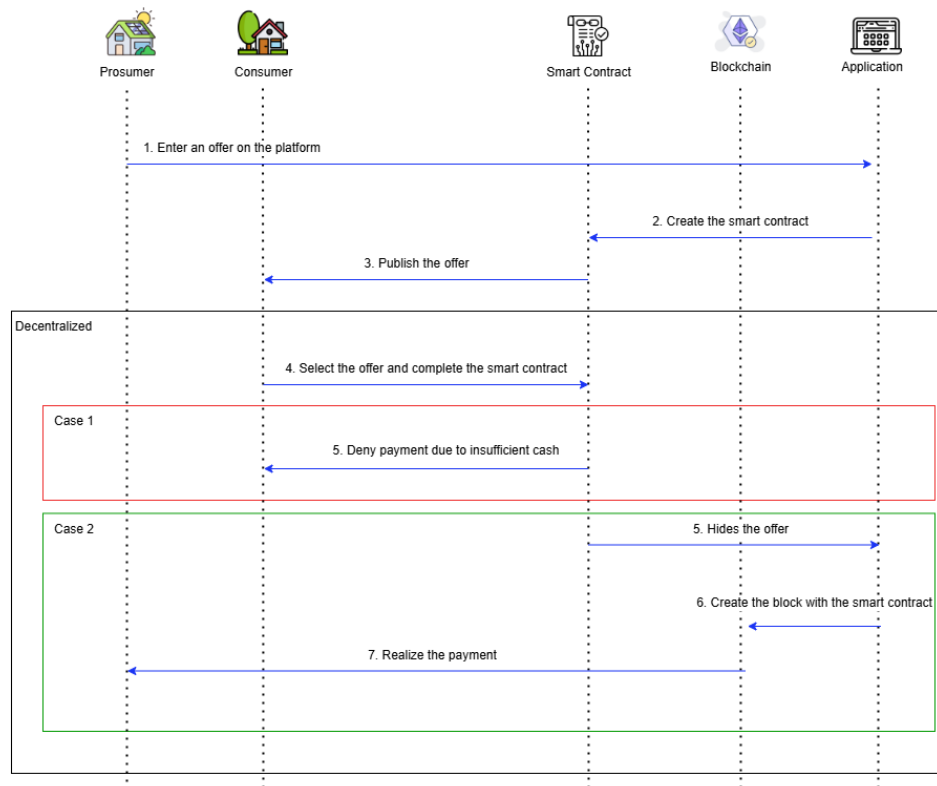 Prosumer
Consumer
Smart Contract
Blockchain
Application
1. Enter an offer on the platform
2. Create the smart contract
3. Publish the offer
Decentralized
4. Select the offer and complete the smart contract
Case 1
5. Deny payment due to insufficient cash
Case 2
5. Hides the offer
6. Create the block with the smart contract
7. Realize the payment